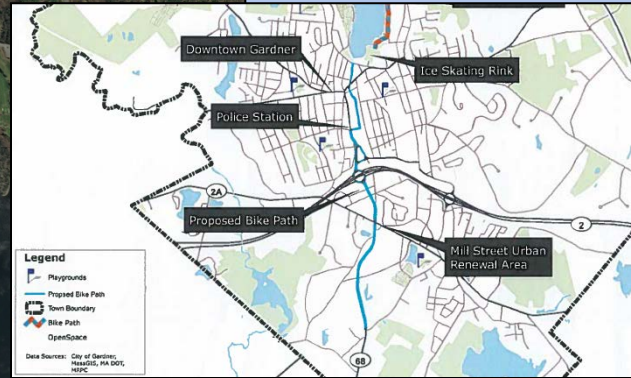 Downtown Gardner
Ice Skating Rink
Police Station
2A
Proposed Bike Path
2
Mill Street Urban
Renewal Area
68
Legend
Playgrounds
Propsed Bike Path
Town Boundary
Bike Path
OpenSpace
Data Sources: City of Gardner,
MassGIS, MA DOT,
MRPC